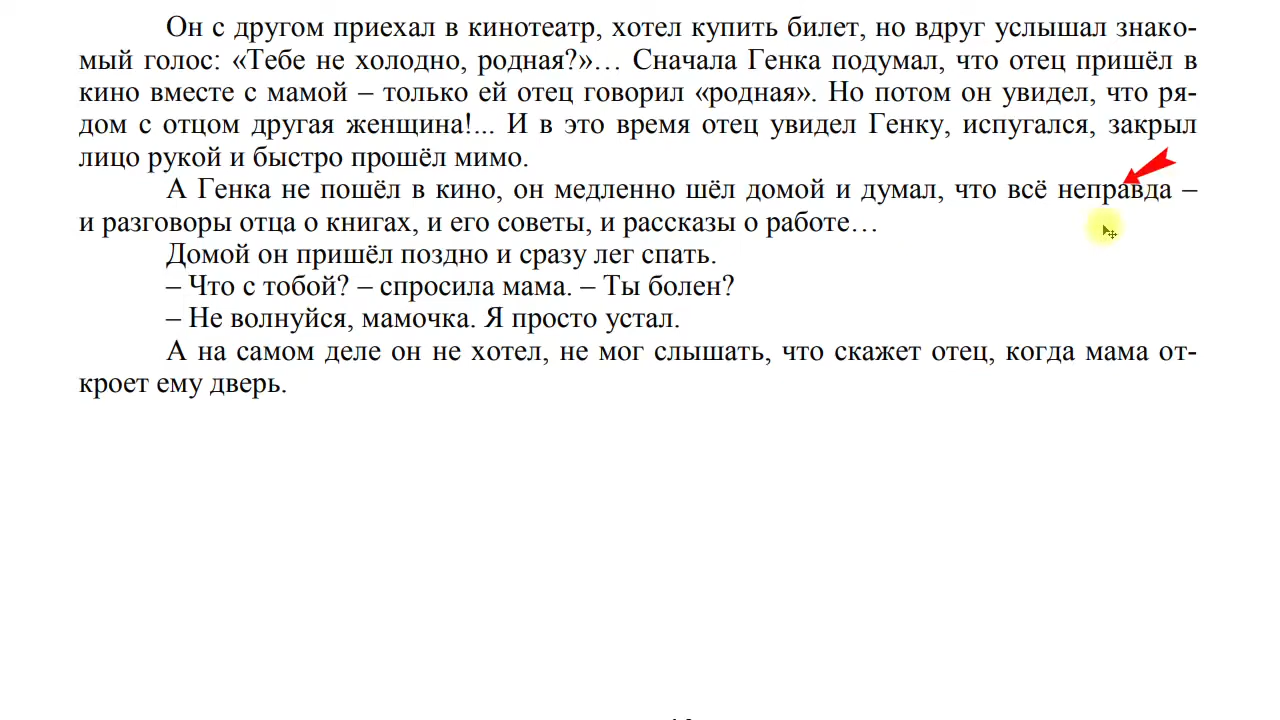 Он с другом приехал в кинотеатр, хотел купить билет, но вдруг услышал знако-
мый голос: «Тебе не холодно, родная?»… Сначала Генка подумал, что отец пришёл в
кино вместе с мамой – только ей отец говорил «родная». Но потом он увидел, что ря-
дом с отцом другая женщина!... И в это время отец увидел Генку, испугался, закрыл
лицо рукой и быстро прошёл мимо.
А Генка не пошёл в кино, он медленно шёл домой и думал, что всё неправда –
и разговоры отца о книгах, и его советы, и рассказы о работе…
Домой он пришёл поздно и сразу лег спать.
– Что с тобой? – спросила мама. – Ты болен?
– Не волнуйся, мамочка. Я просто устал.
А на самом деле он не хотел, не мог слышать, что скажет отец, когда мама от-
кроет ему дверь.